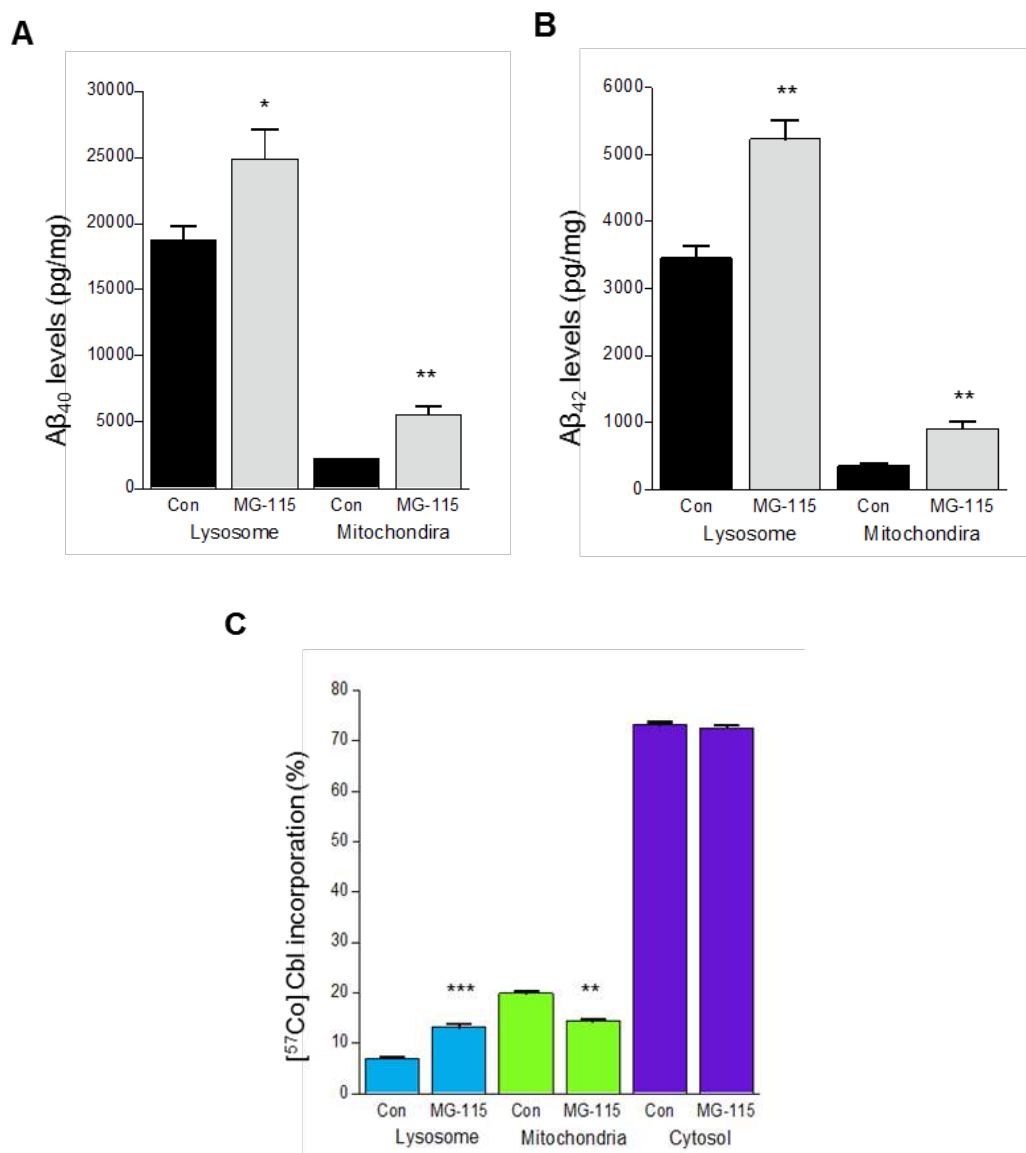 A
Aβ₄₀ levels (pg/mg)
30000
25000
20000
15000
10000
5000
0
*
**
Con MG-115 Con MG-115
Lysosome Mitochondira
B
Aβ₄₂ levels (pg/mg)
6000
5000
4000
3000
2000
1000
0
**
**
Con MG-115 Con MG-115
Lysosome Mitochondira
C
[⁵⁷Co] Cbl incorporation (%)
80
70
60
50
40
30
20
10
0
*** **
Con MG-115 Con MG-115 Con MG-115
Lysosome Mitochondria Cytosol